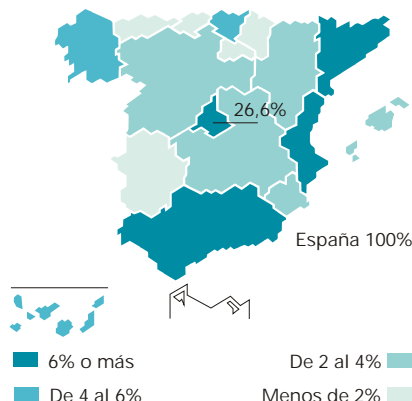 26,6%
España 100%
6% o más
De 2 al 4%
De 4 al 6%
Menos de 2%